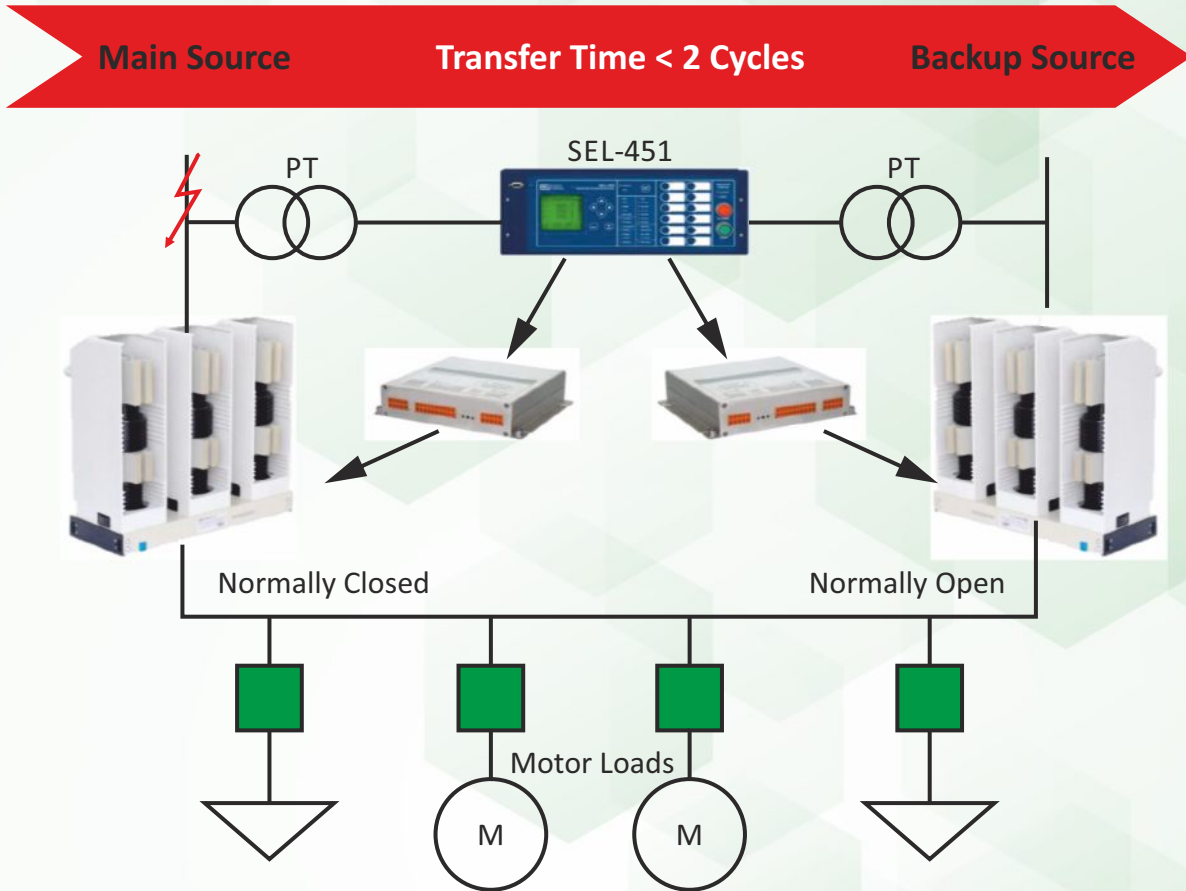 Main Source
Transfer Time < 2 Cycles
Backup Source
SEL-451
PT
PT
Normally Closed
Normally Open
Motor Loads
M
M